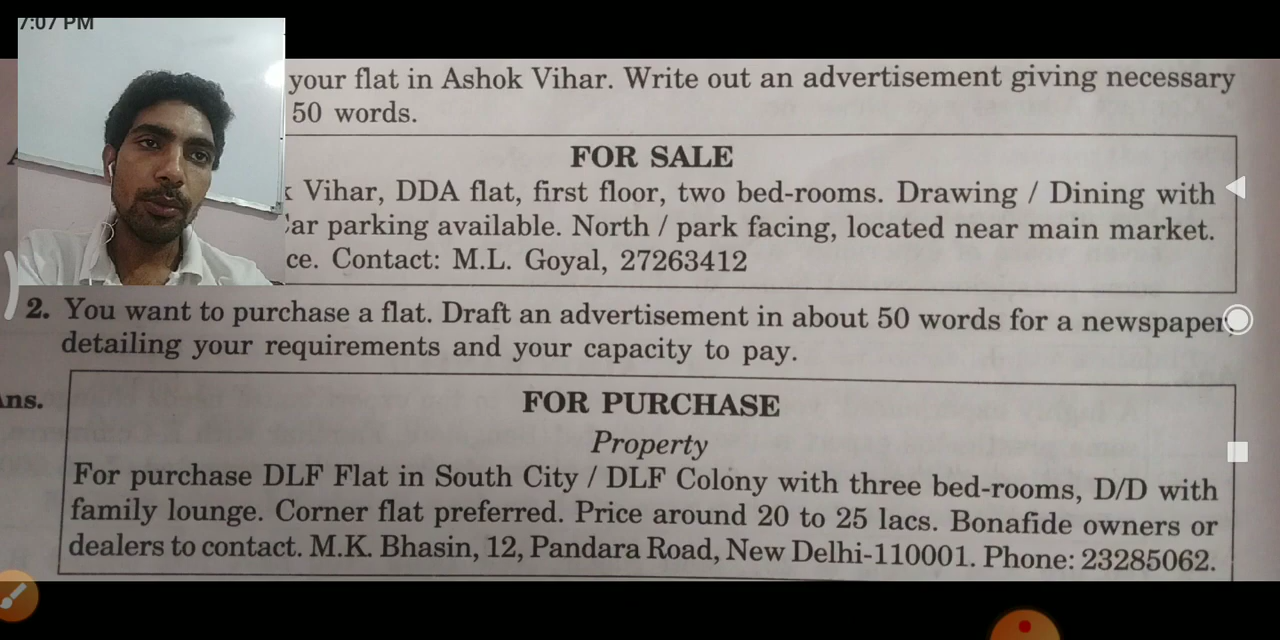 7:07 PM
your flat in Ashok Vihar. Write out an advertisement giving necessary
50 words.
FOR SALE
Vihar, DDA flat, first floor, two bed-rooms. Drawing / Dining with
ar parking available. North / park facing, located near main market.
ce. Contact: M.L. Goyal, 27263412
2. You want to purchase a flat. Draft an advertisement in about 50 words for a newspaper,
detailing your requirements and your capacity to pay.
Ans.
FOR PURCHASE
Property
For purchase DLF Flat in South City / DLF Colony with three bed-rooms, D/D with
family lounge. Corner flat preferred. Price around 20 to 25 lacs. Bonafide owners or
dealers to contact. M.K. Bhasin, 12, Pandara Road, New Delhi-110001. Phone: 23285062.